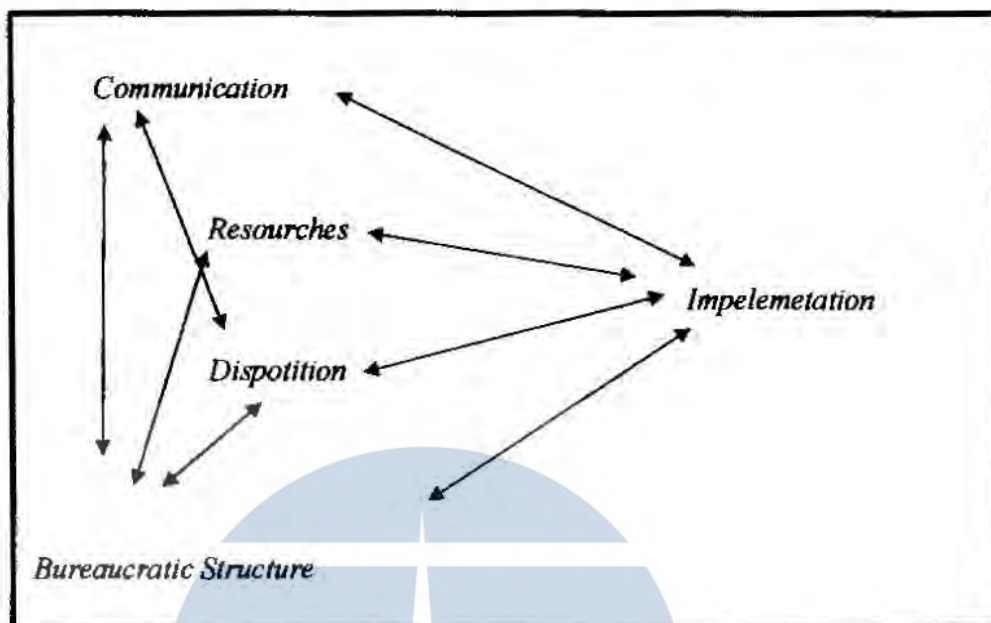 Communication
Resourches
Impelemetation
Dispotition
Bureaucratic Structure